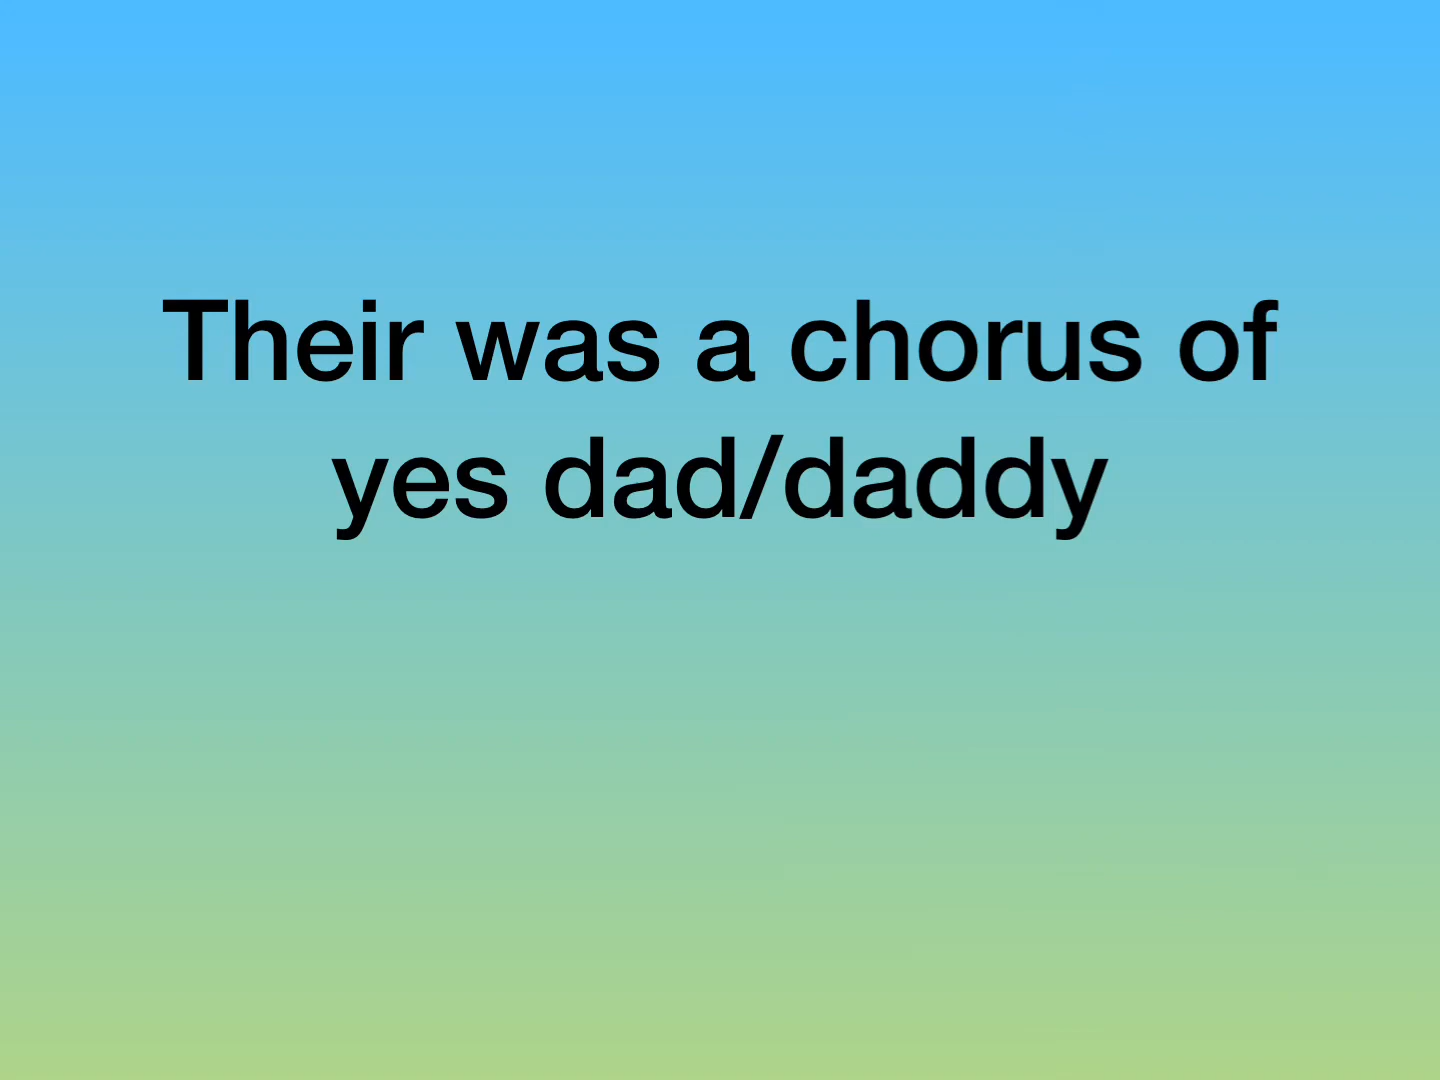 Their was a chorus of
yes dad/daddy